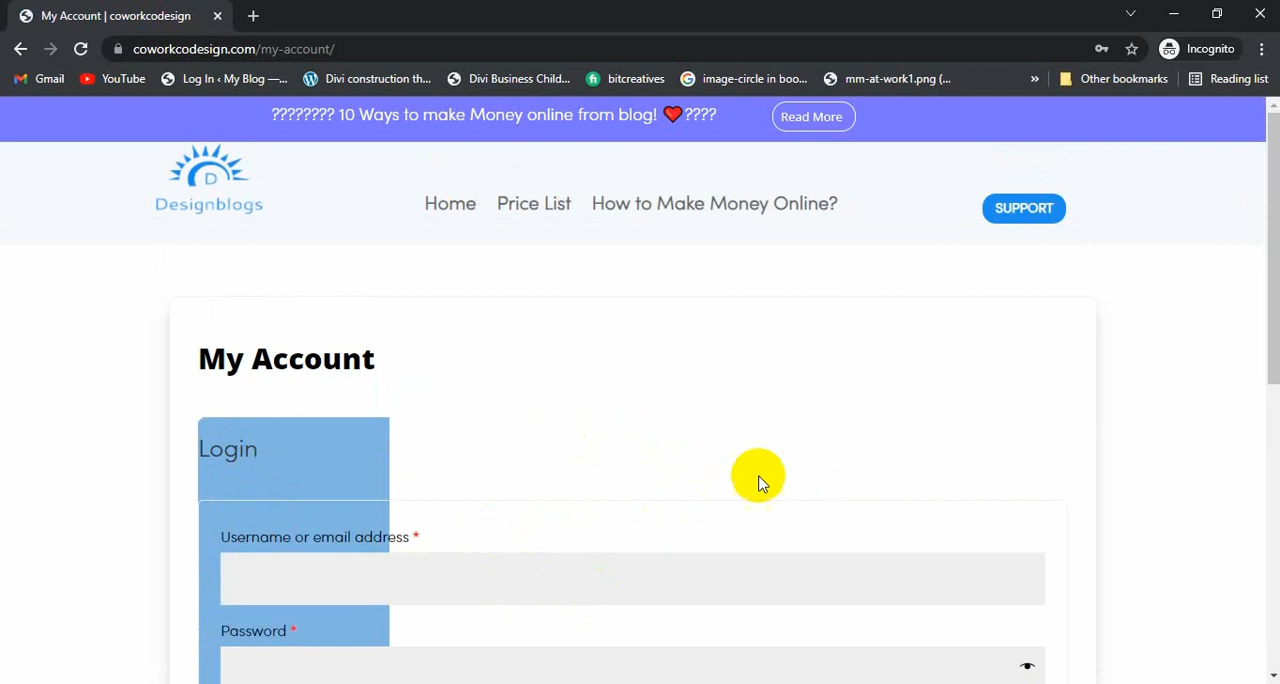 My Account | coworkcodesign
coworkcodesign.com/my-account/
Incognito
Gmail YouTube Log In ‹ My Blog —... Divi construction th... Divi Business Child... bitcreatives image-circle in boo... mm-at-work1.png (... » Other bookmarks Reading list
???????? 10 Ways to make Money online from blog! ❤️???? Read More
D
Designblogs
Home Price List How to Make Money Online? SUPPORT
My Account
Login
Username or email address *
Password *